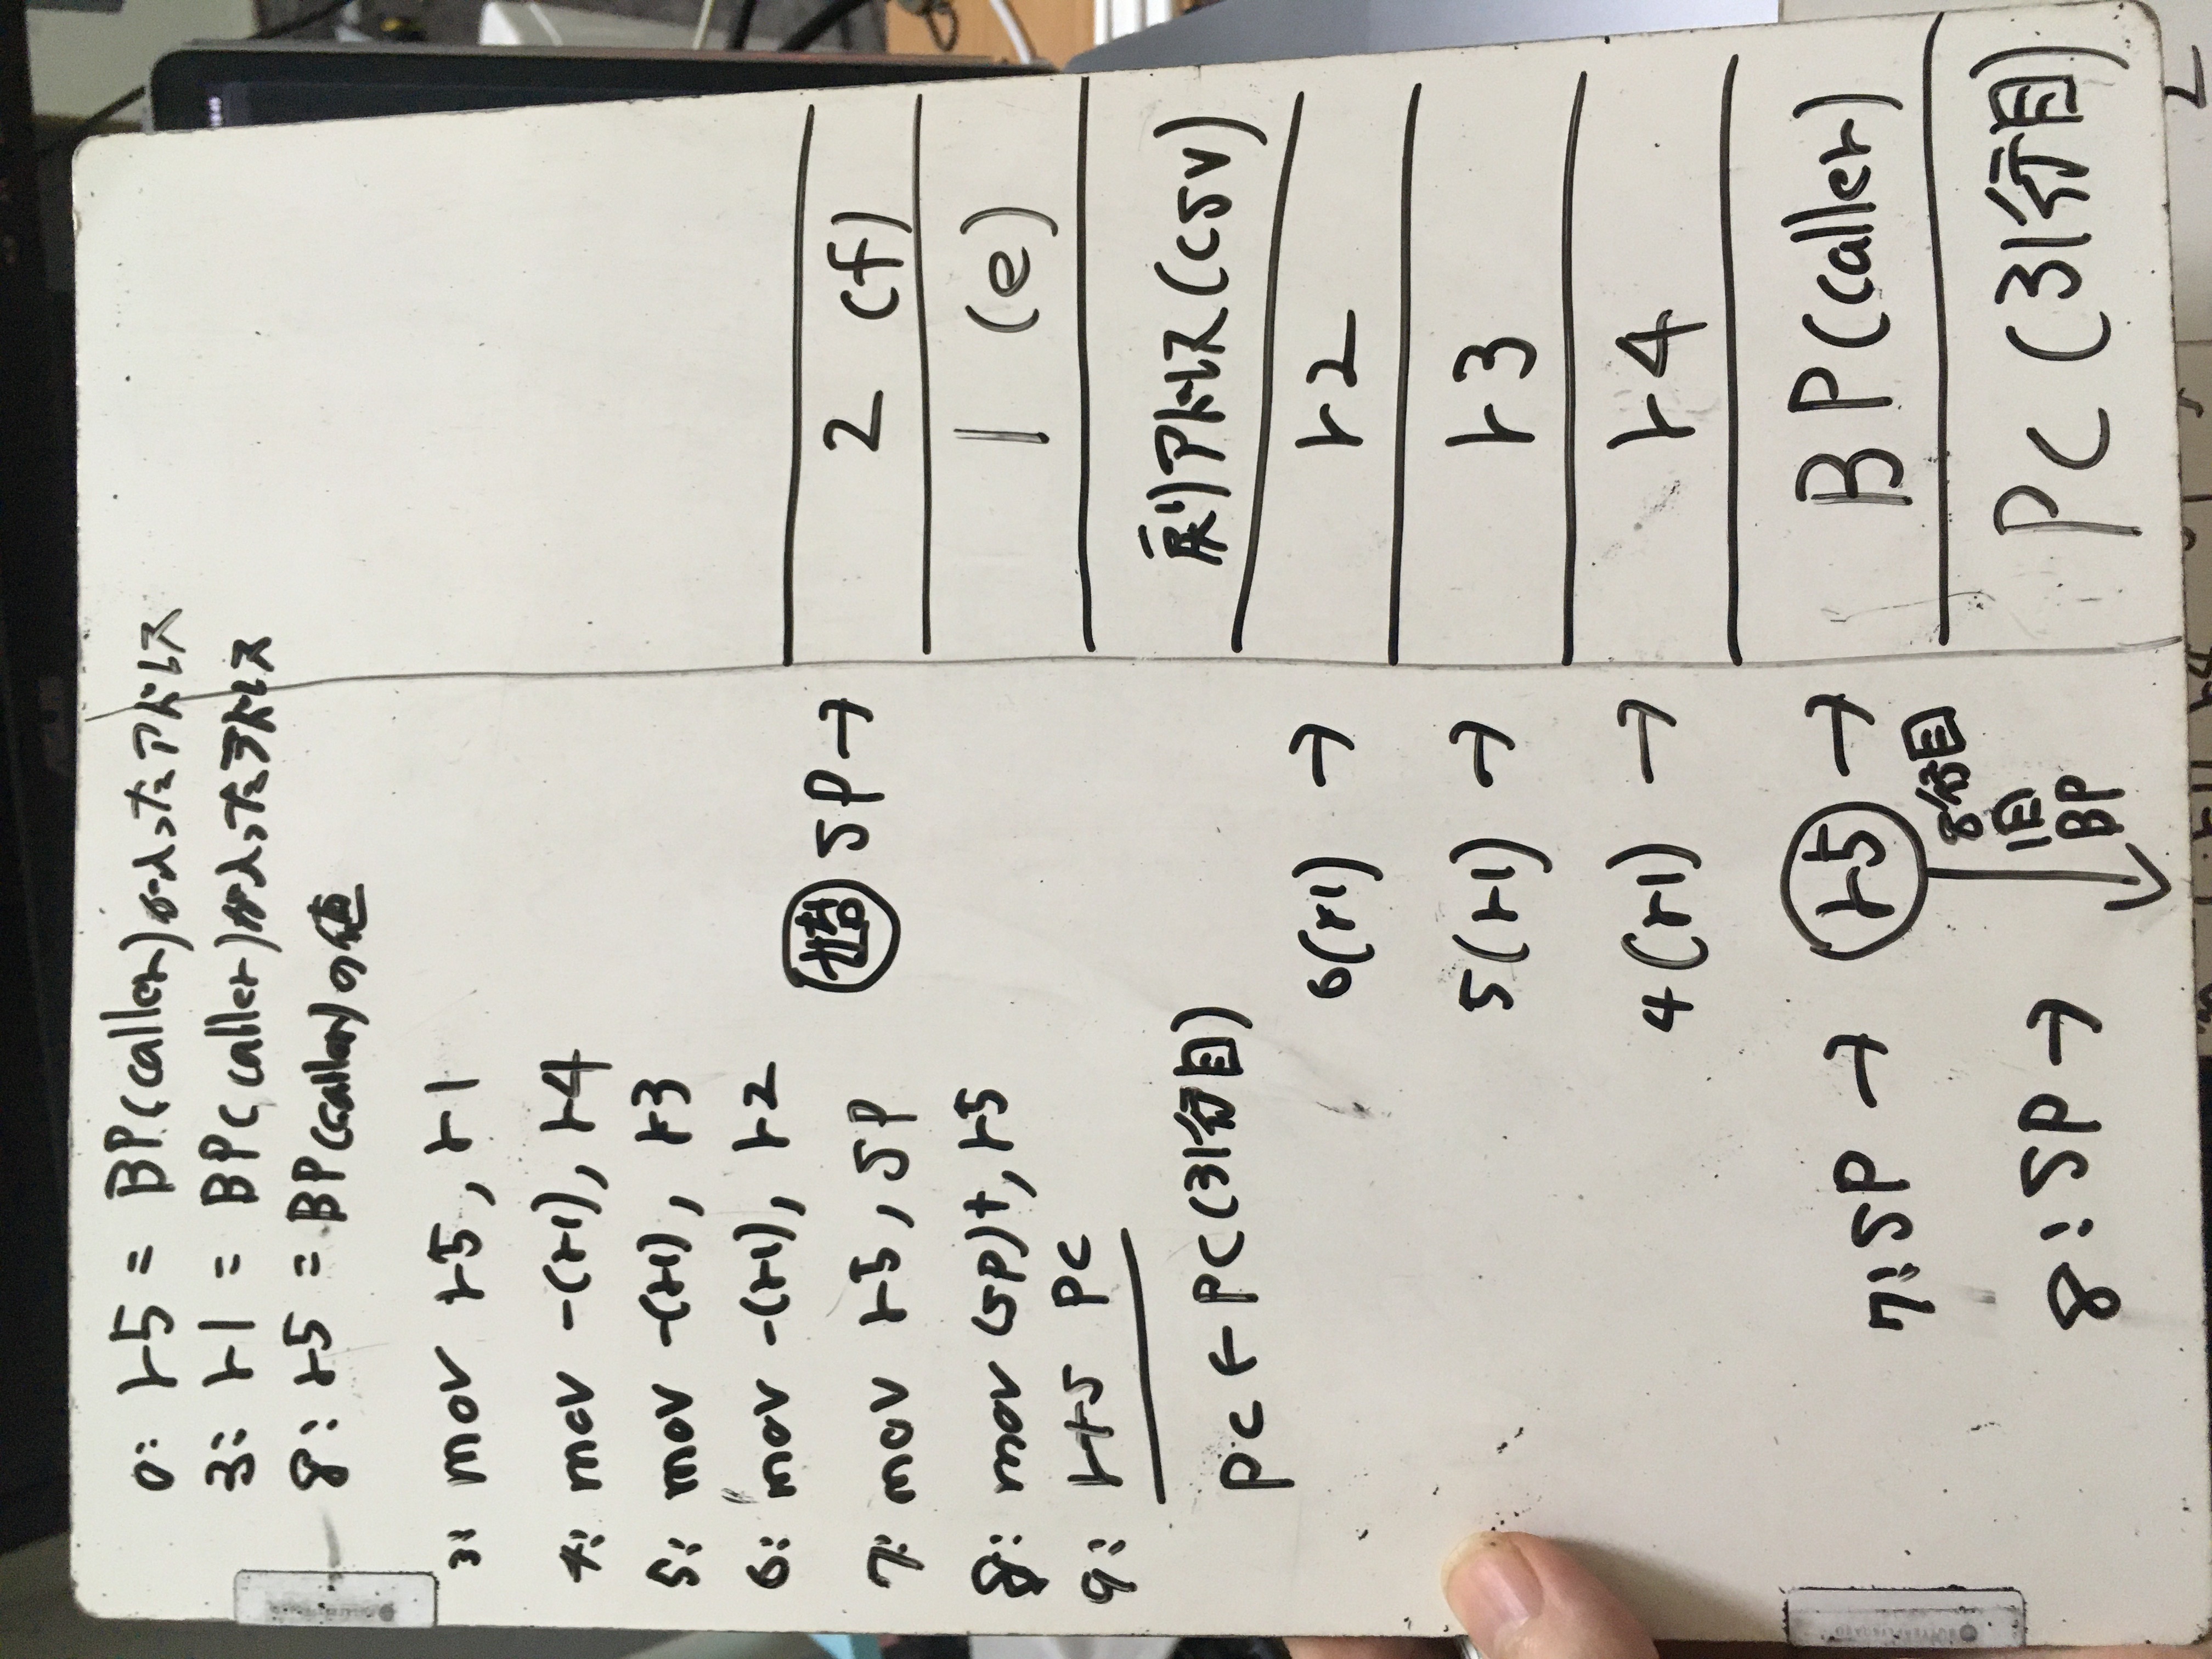 0: r5 = BP(caller)が入ったアドレス
3: r1 = BP(caller)が入ったアドレス
8: r5 = BP(caller)の値
3: mov r5, r1
4: mov -(r1), r4
5: mov -(r1), r3
6: mov -(r1), r2
7: mov r5, SP
8: mov (sp)+, r5
9: rts PC
PC ← PC(31行目)
SP→
2 (f)
1 (e)
戻りアドレス(csv)
6(r1) → r2
5(r1) → r3
4(r1) → r4
7: SP → r5 → BP(caller)
8行目
旧
BP
8: SP → PC(31行目)